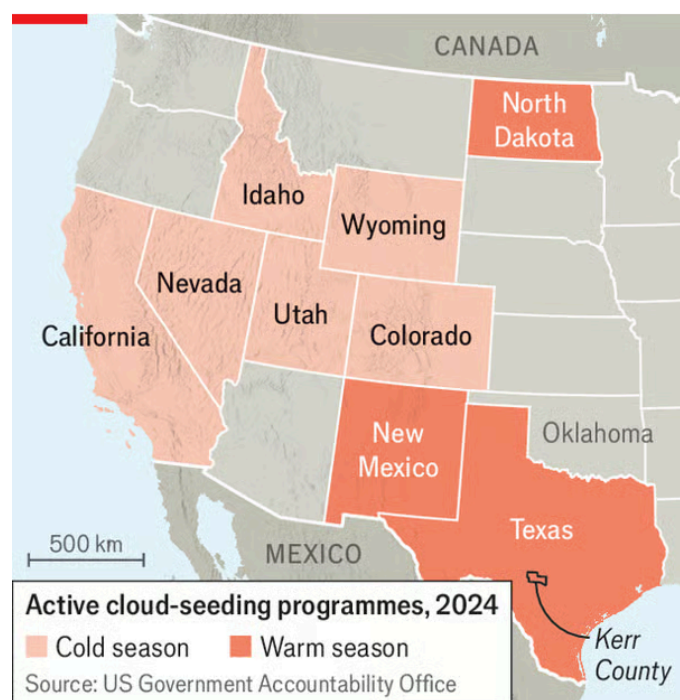 CANADA
North
Dakota
Idaho
Wyoming
Nevada
Utah
California
Colorado
New
Mexico
Oklahoma
Texas
500 km
MEXICO
Active cloud-seeding programmes, 2024
Cold season
Warm season
Kerr
County
Source: US Government Accountability Office